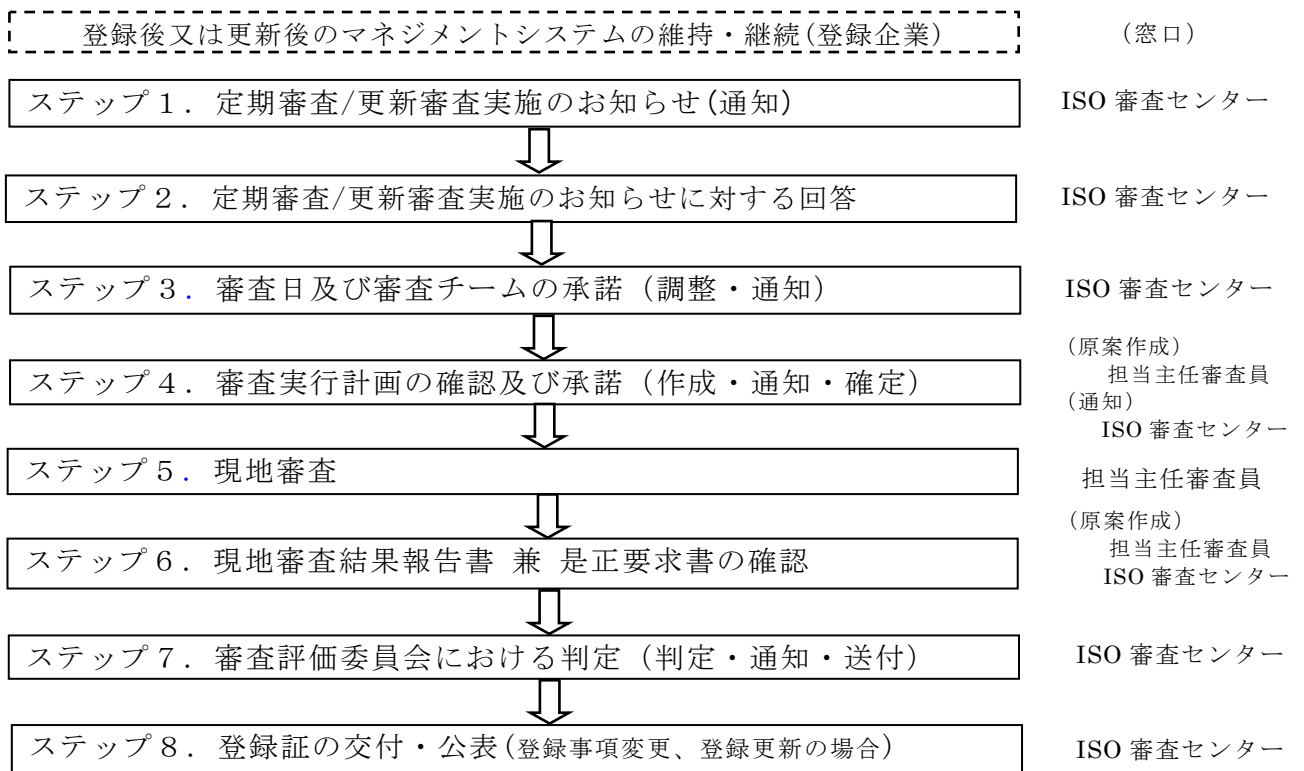 登録後又は更新後のマネジメントシステムの維持・継続(登録企業) (窓口)
ステップ1. 定期審査/更新審査実施のお知らせ(通知) ISO 審査センター
ステップ2. 定期審査/更新審査実施のお知らせに対する回答 ISO 審査センター
ステップ3. 審査日及び審査チームの承諾(調整・通知) ISO 審査センター
ステップ4. 審査実行計画の確認及び承諾(作成・通知・確定)
(原案作成)
担当主任審査員
(通知)
ISO 審査センター
ステップ5. 現地審査 担当主任審査員
ステップ6. 現地審査結果報告書 兼 是正要求書の確認
(原案作成)
担当主任審査員
ISO 審査センター
ステップ7. 審査評価委員会における判定(判定・通知・送付) ISO 審査センター
ステップ8. 登録証の交付・公表(登録事項変更、登録更新の場合) ISO 審査センター